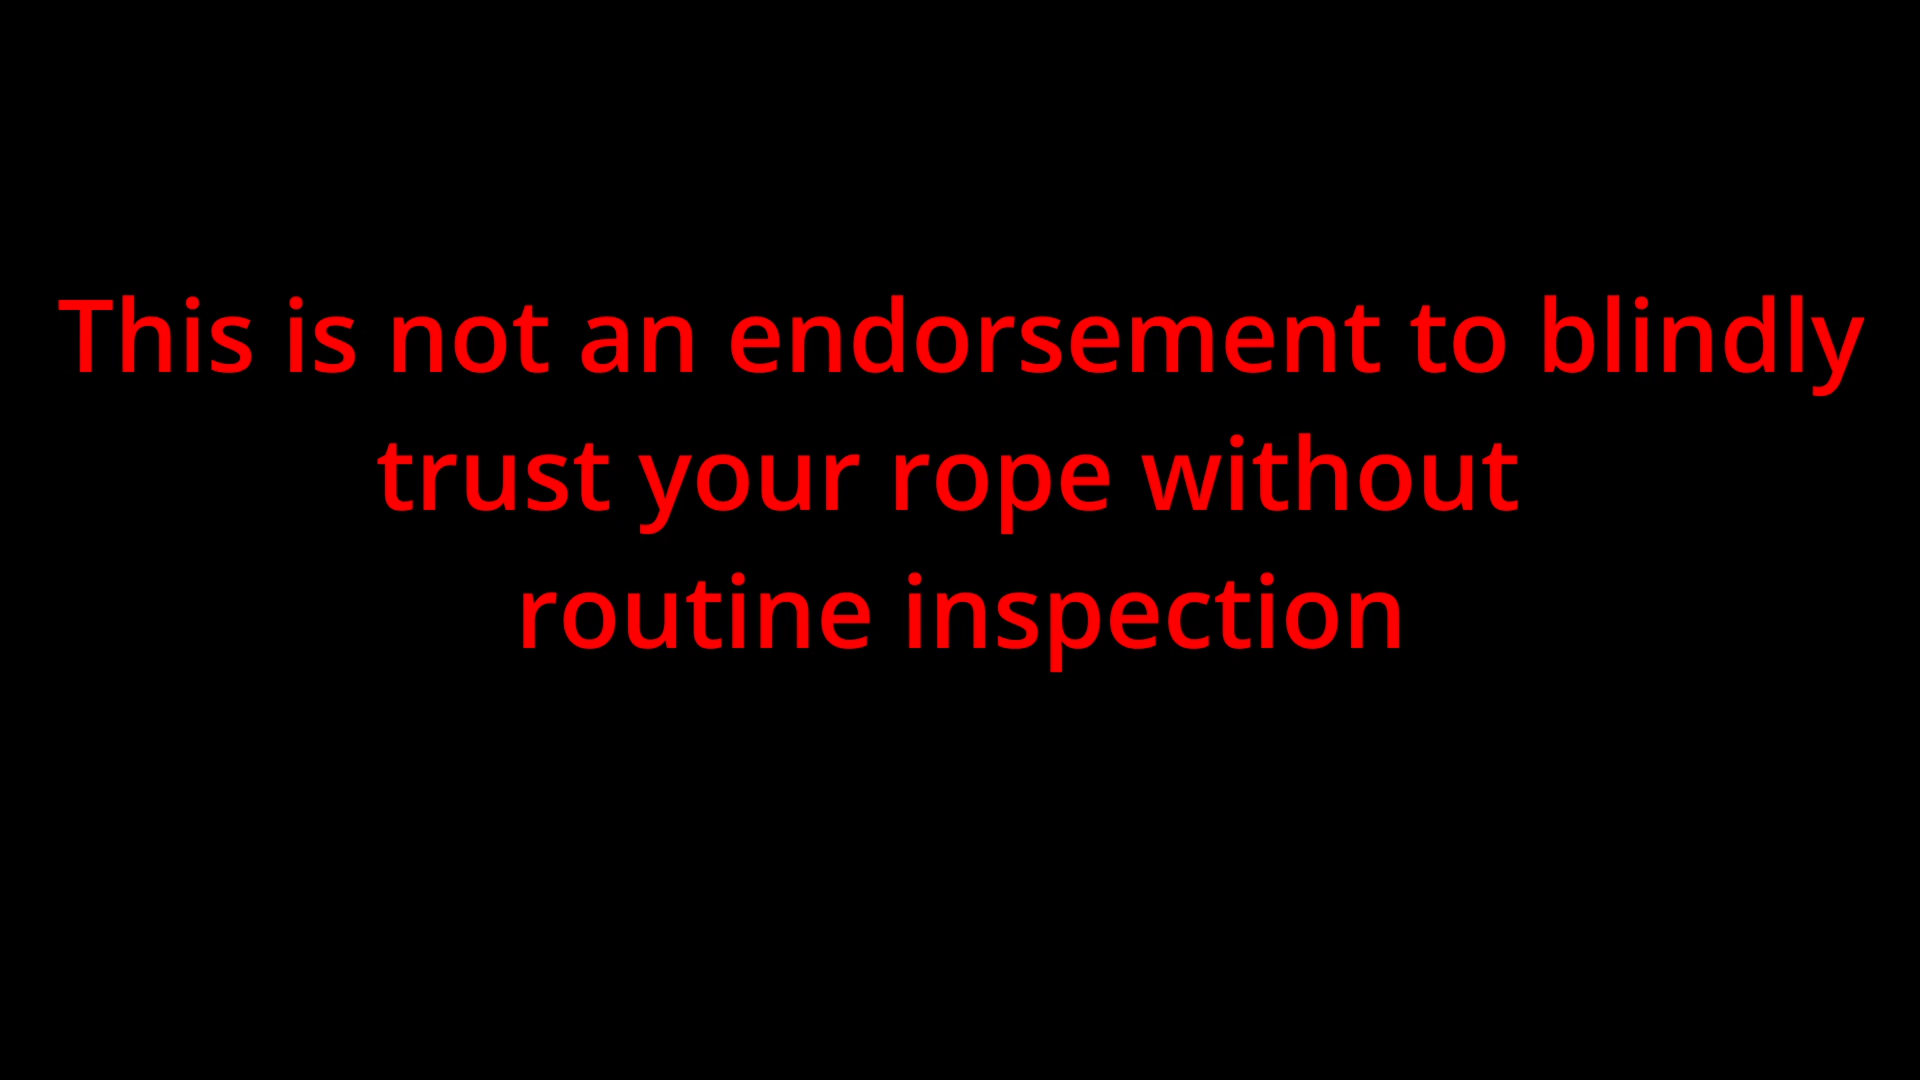 This is not an endorsement to blindly
trust your rope without
routine inspection